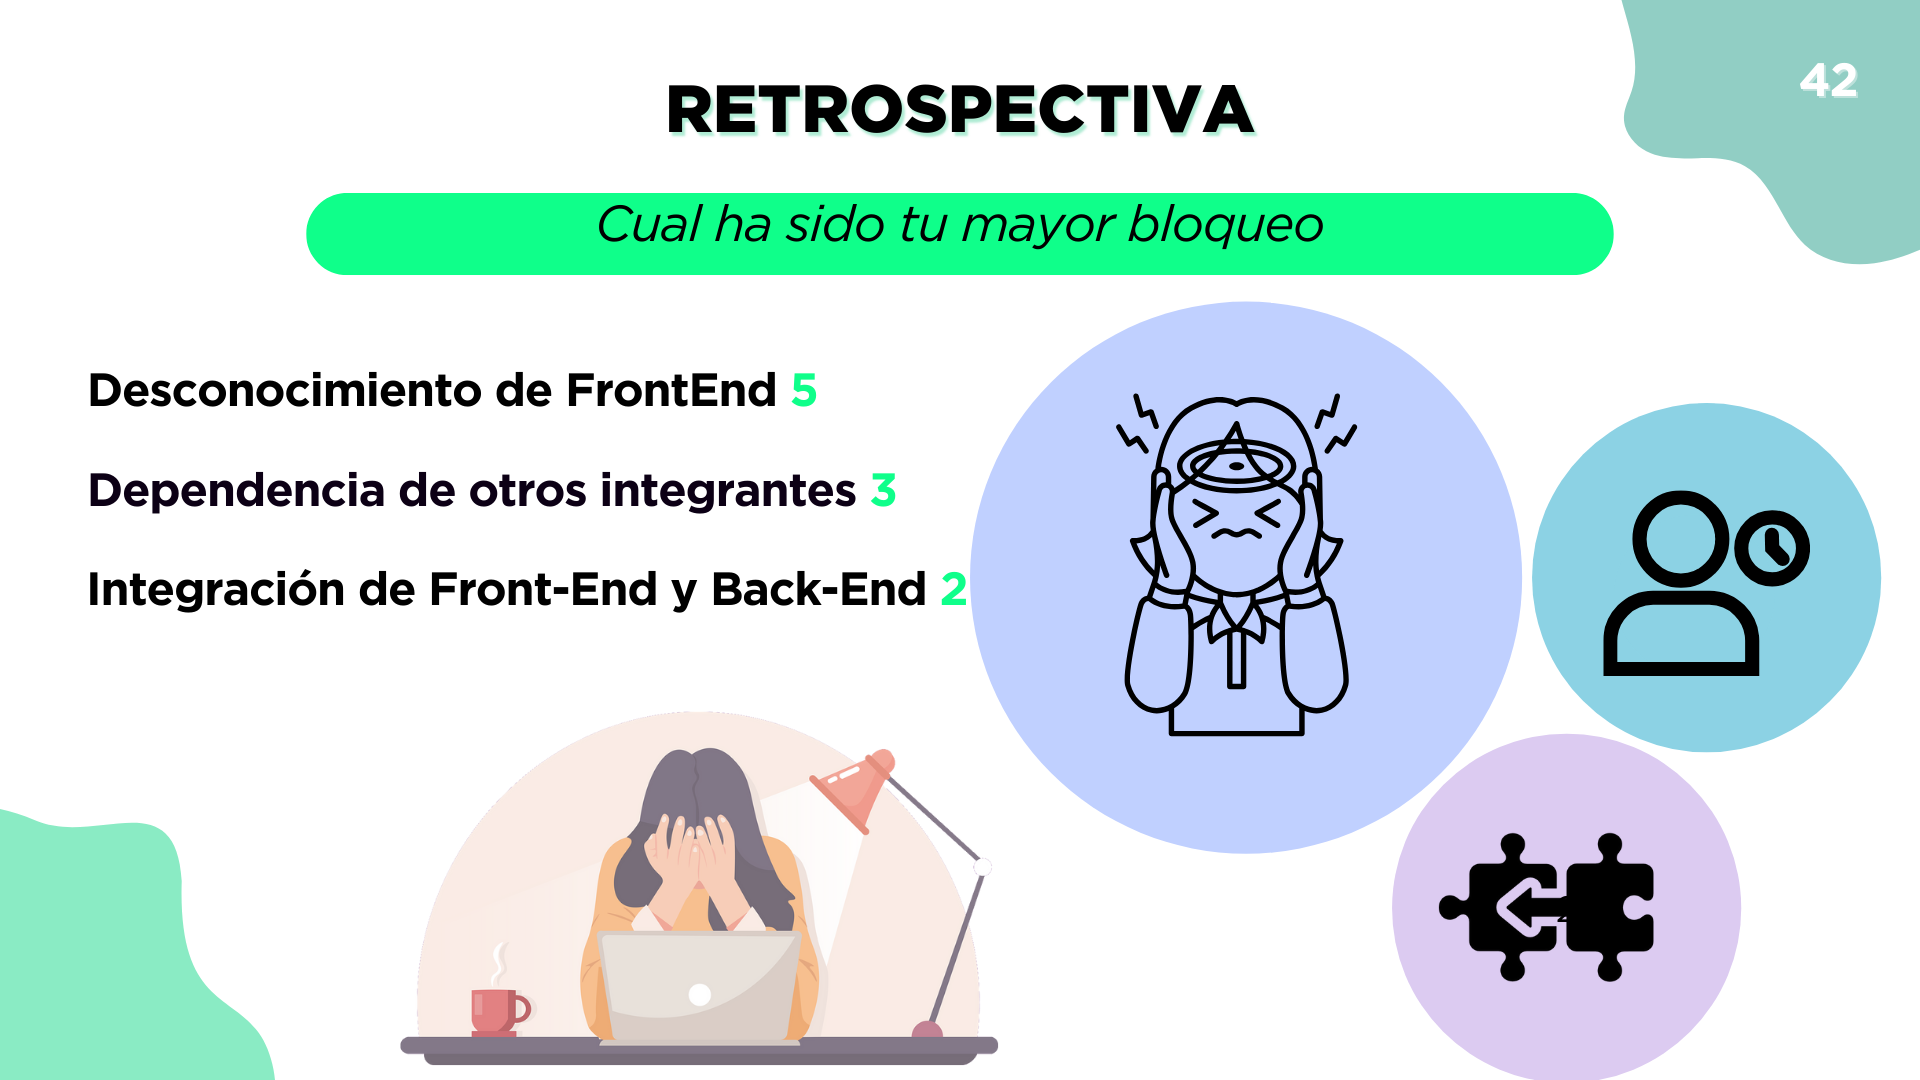 42
RETROSPECTIVA
Cual ha sido tu mayor bloqueo
Desconocimiento de FrontEnd 5
Dependencia de otros integrantes 3
Integración de Front-End y Back-End 2